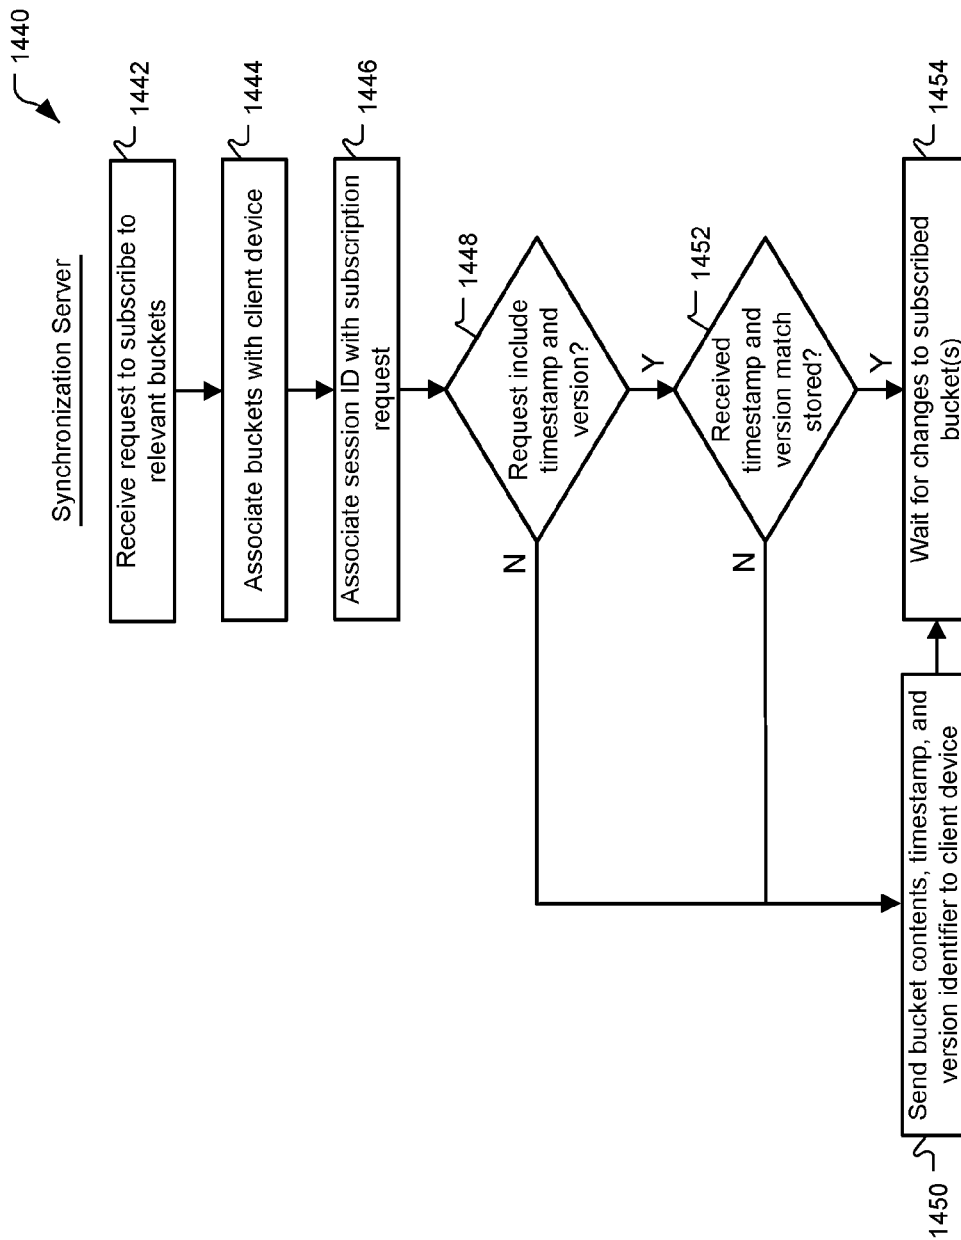 1440
Synchronization Server
1442
Receive request to subscribe to
relevant buckets
1444
Associate buckets with client device
1446
Associate session ID with subscription
request
1448
Request include
timestamp and
version?
N
Y
1452
Received
timestamp and
version match
stored?
N
Y
1450
Send bucket contents, timestamp, and
version identifier to client device
1454
Wait for changes to subscribed
bucket(s)